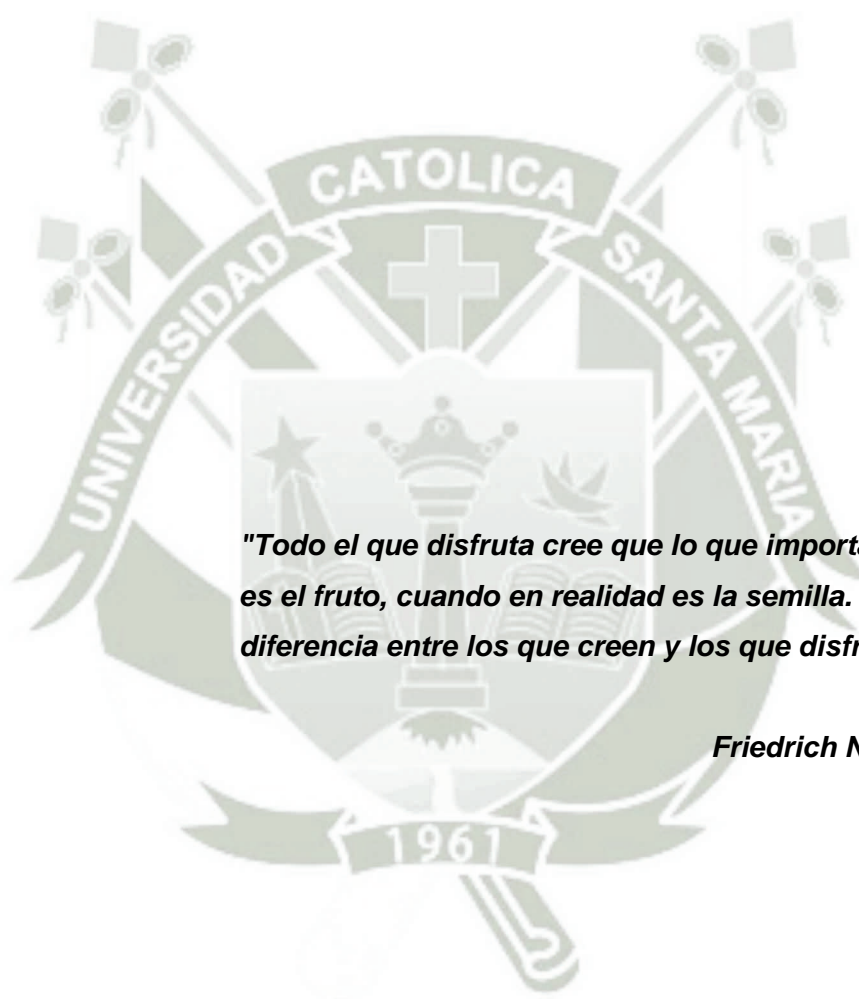 CATOLICA
UNIVERSIDAD
SANTA MARIA
"Todo el que disfruta cree que lo que importa
es el fruto, cuando en realidad es la semilla.
diferencia entre los que creen y los que
Friedrich
1961